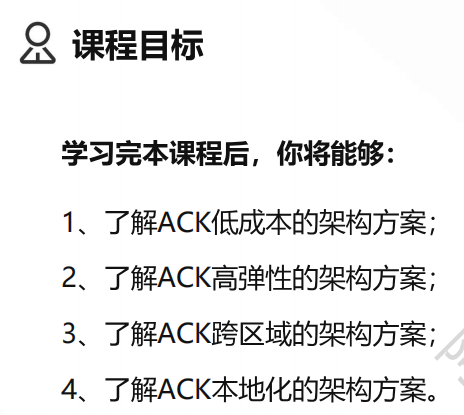 课程目标
学习完本课程后，你将能够：
1、了解ACK低成本的架构方案；
2、了解ACK高弹性的架构方案；
3、了解ACK跨区域的架构方案；
4、了解ACK本地化的架构方案。